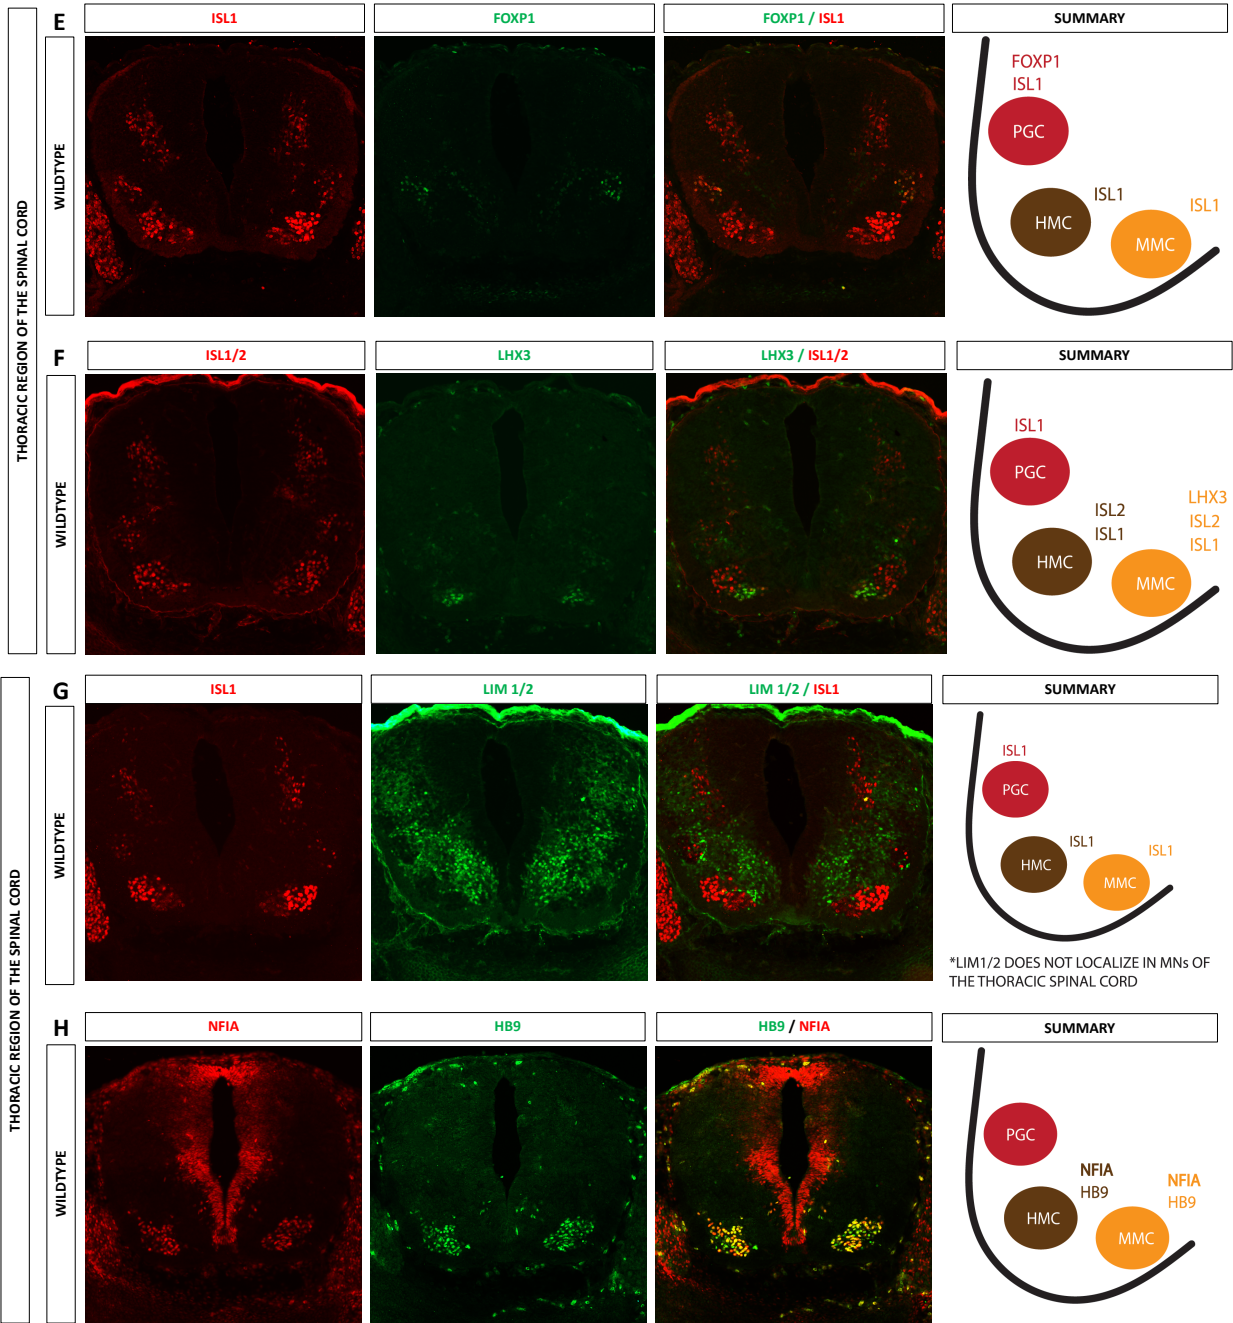 THORACIC REGION OF THE SPINAL CORD
E
ISL1
FOXP1
FOXP1 / ISL1
SUMMARY
WILDTYPE
FOXP1
ISL1
PGC
HMC
ISL1
MMC
ISL1
F
ISL1/2
LHX3
LHX3 / ISL1/2
SUMMARY
WILDTYPE
ISL1
PGC
ISL2
ISL1
HMC
LHX3
ISL2
ISL1
MMC
THORACIC REGION OF THE SPINAL CORD
G
ISL1
LIM 1/2
LIM 1/2 / ISL1
SUMMARY
WILDTYPE
ISL1
PGC
HMC
ISL1
MMC
ISL1
*LIM1/2 DOES NOT LOCALIZE IN MNs OF
THE THORACIC SPINAL CORD
H
NFIA
HB9
HB9 / NFIA
SUMMARY
WILDTYPE
PGC
NFIA
HB9
HMC
NFIA
HB9
MMC